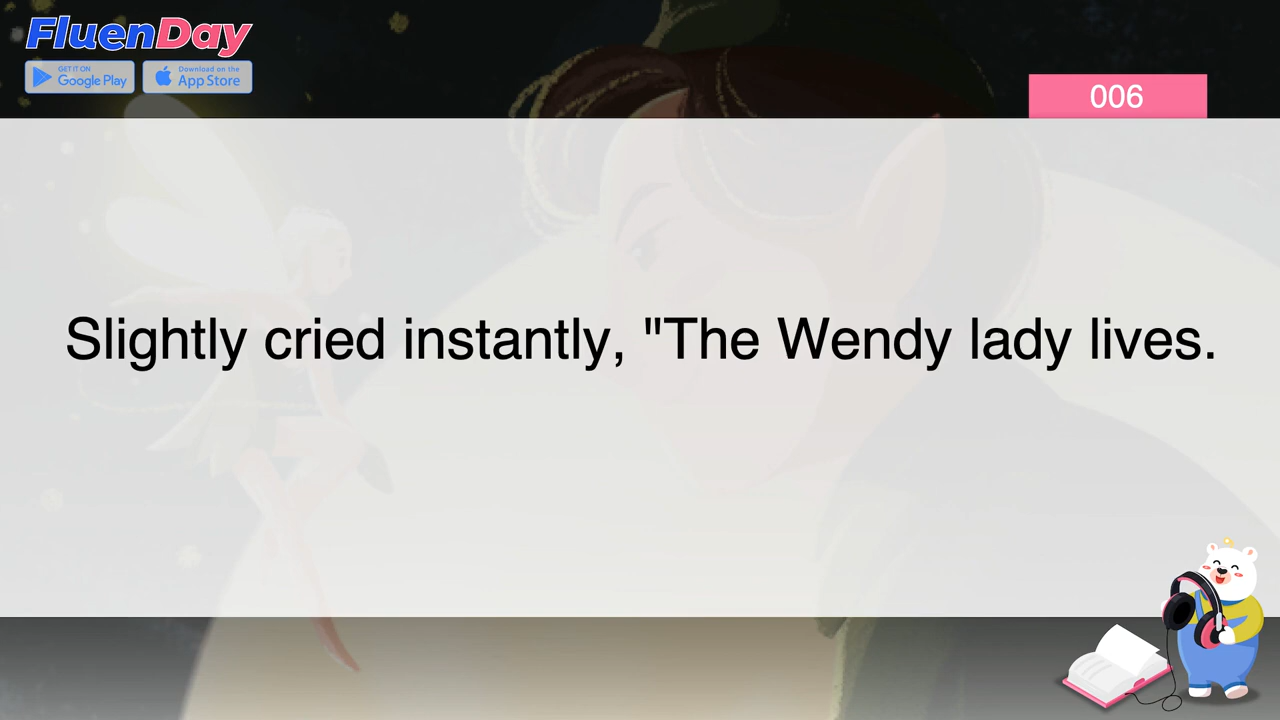 FluenDay
GET IT ON
Google Play
Download on the
App Store
006
Slightly cried instantly, "The Wendy lady lives.